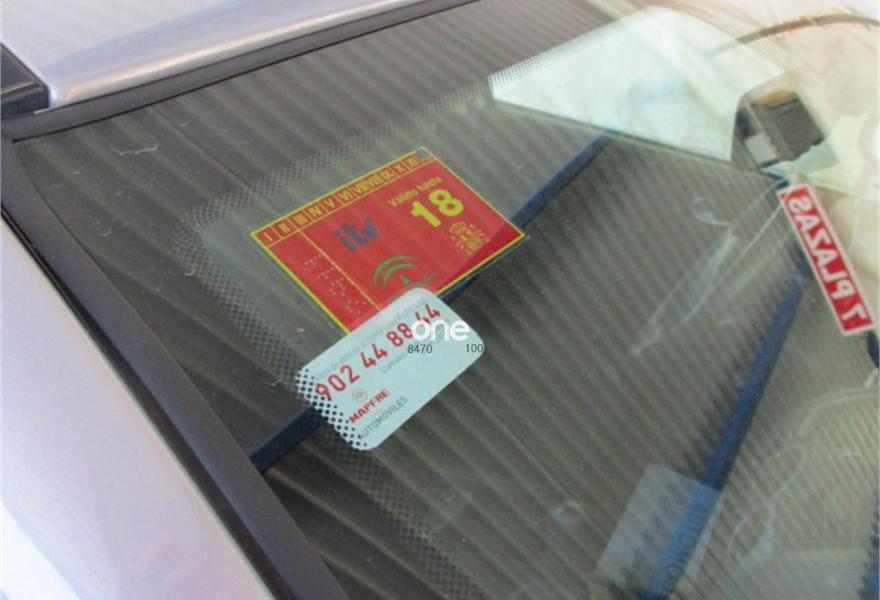 I II III IV V VI VII VIII IX X XI
Válido hasta
itv 18
902 44 88 44
one
8470 100
MAPFRE
AUTOMÓVILES
7 PLAZAS